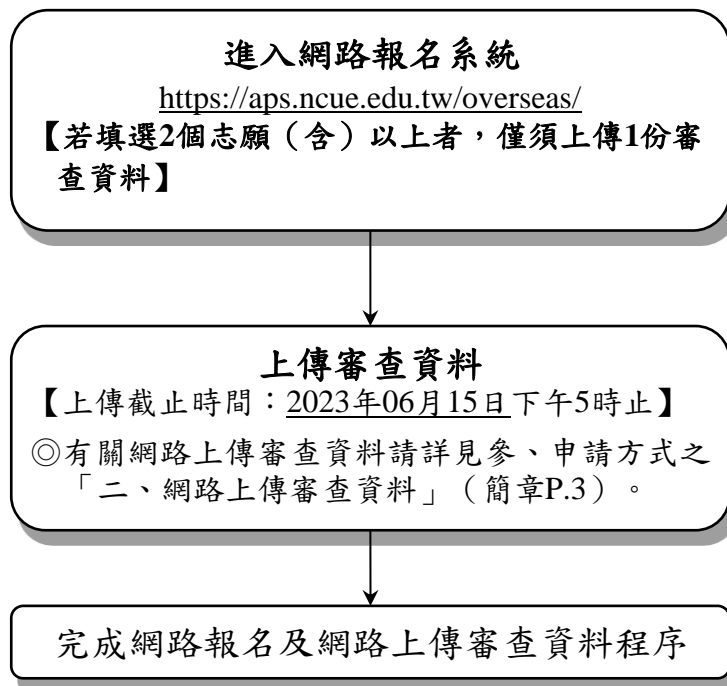 進入網路報名系統
https://aps.ncue.edu.tw/overseas/
【若填選2個志願（含）以上者，僅須上傳1份審
查資料】
上傳審查資料
【上傳截止時間：2023年06月15日下午5時止】
◎有關網路上傳審查資料請詳見參、申請方式之
「二、網路上傳審查資料」（簡章P.3）。
完成網路報名及網路上傳審查資料程序